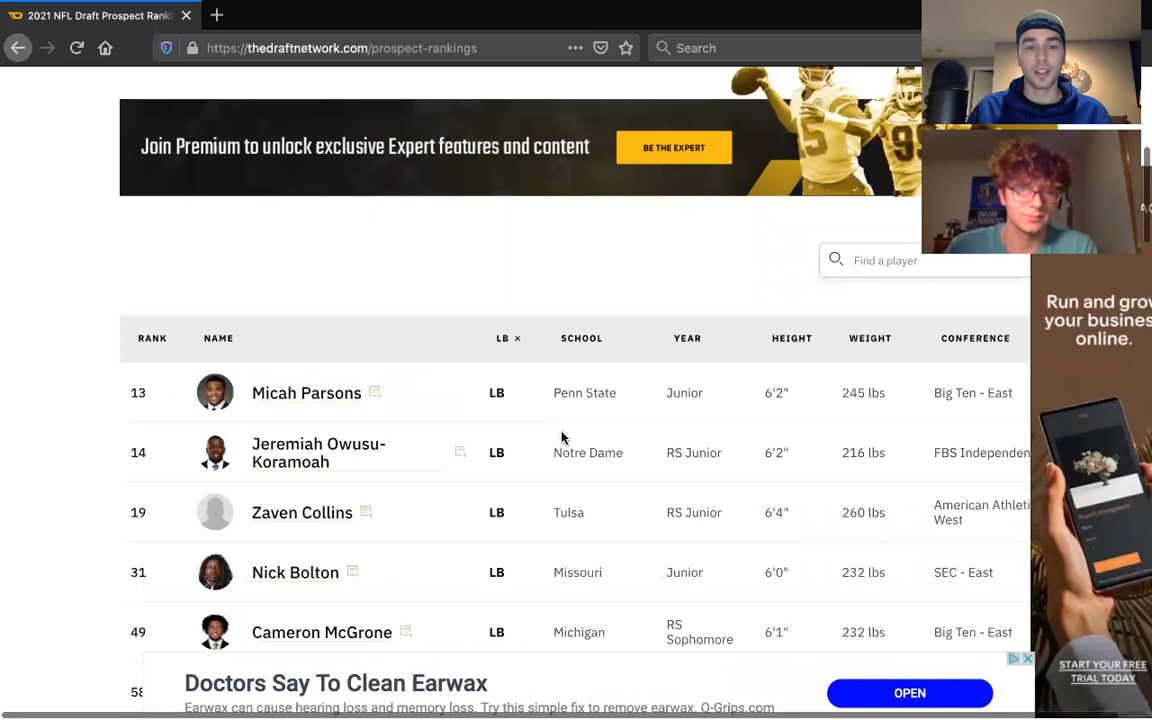 2021 NFL Draft Prospect Rank
https://thedraftnetwork.com/prospect-rankings
Search
Join Premium to unlock exclusive Expert features and content
BE THE EXPERT
15
Find a player
RANK NAME LB × SCHOOL YEAR HEIGHT WEIGHT CONFERENCE
13 Micah Parsons LB Penn State Junior 6'2" 245 lbs Big Ten - East
14 Jeremiah Owusu-
Koramoah LB Notre Dame RS Junior 6'2" 216 lbs FBS Independen
19 Zaven Collins LB Tulsa RS Junior 6'4" 260 lbs American Athleti
West
31 Nick Bolton LB Missouri Junior 6'0" 232 lbs SEC - East
49 Cameron McGrone LB Michigan RS
Sophomore 6'1" 232 lbs Big Ten - East
58
Run and grow
your business
online.
START YOUR FREE
TRIAL TODAY
Doctors Say To Clean Earwax
Earwax can cause hearing loss and memory loss. Try this simple fix to remove earwax. Q-Grips.com
OPEN